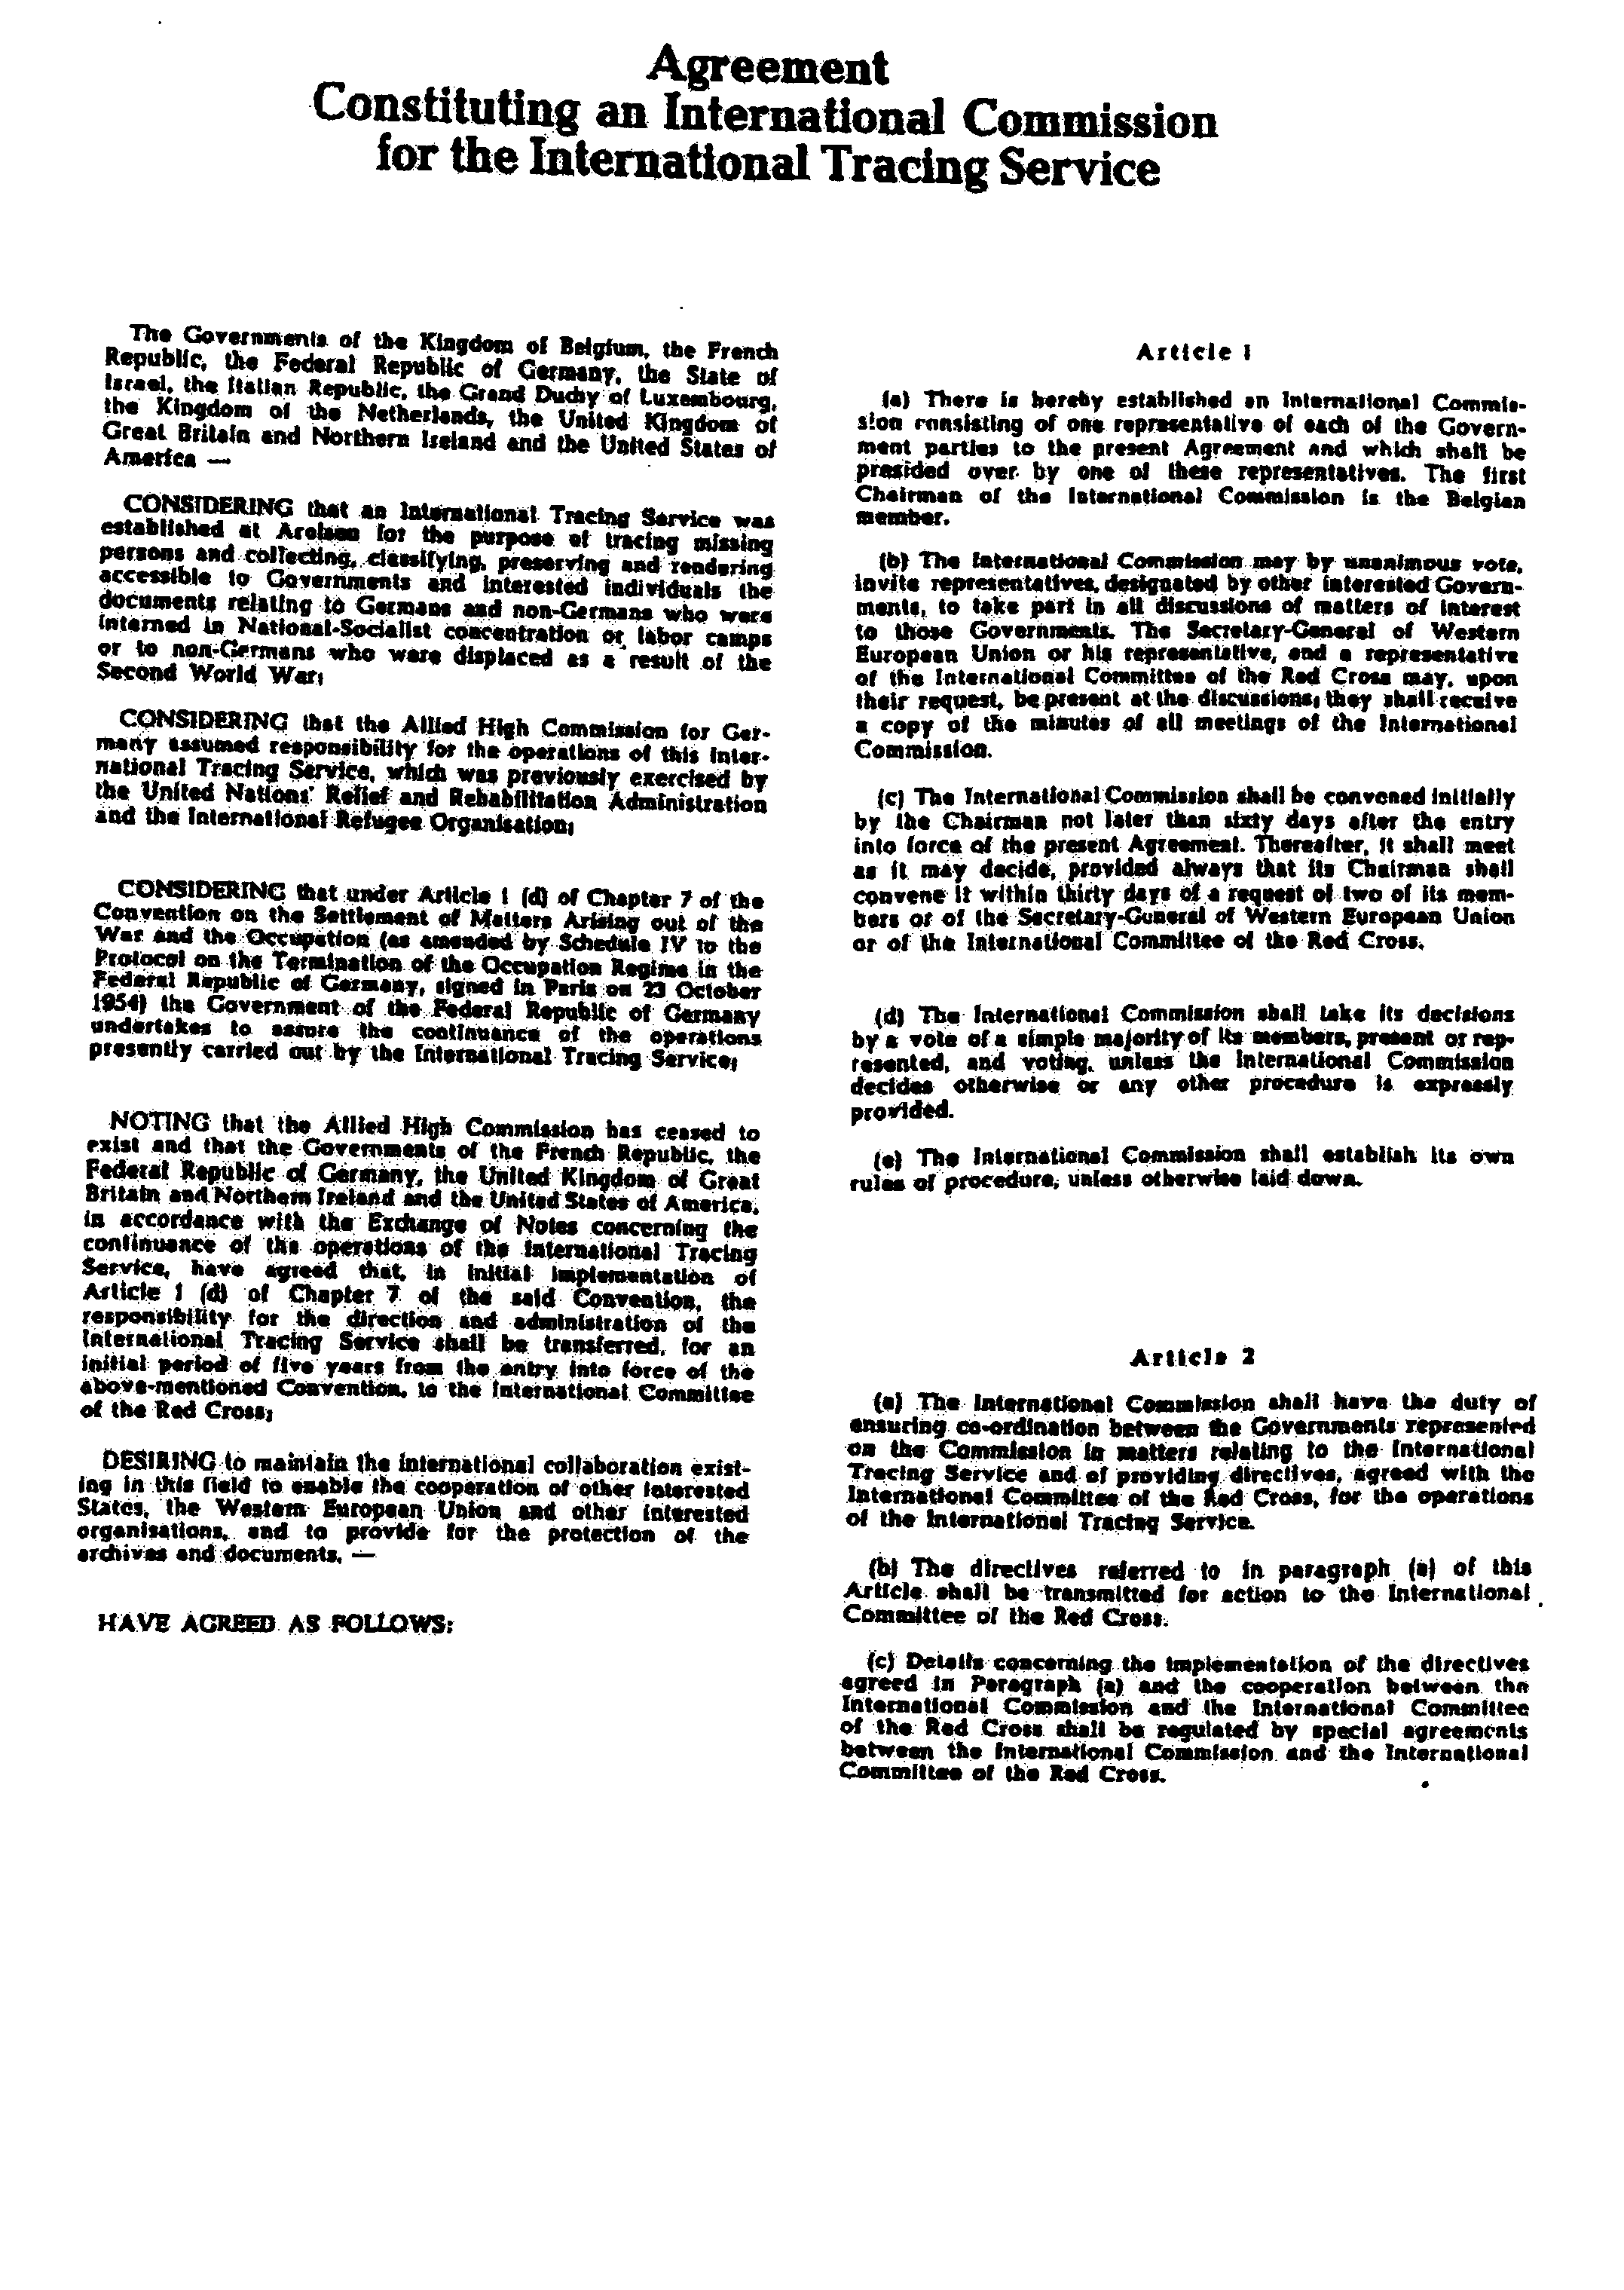 Agreement
Constituting an International Commission
for the International Tracing Service
The Governments of the Kingdom of Belgium, the French
Republic, the Federal Republic of Germany, the State of
Israel, the Italian Republic, the Grand Duchy of Luxembourg,
the Kingdom of the Netherlands, the United Kingdom of
Great Britain and Northern Ireland and the United States of
America —
CONSIDERING that an International Tracing Service was
established at Arolsen for the purpose of tracing missing
persons and collecting, classifying, preserving and rendering
accessible to Governments and interested individuals the
documents relating to Germans and non-Germans who were
interned in National-Socialist concentration or labor camps
or to non-Germans who were displaced as a result of the
Second World War;
CONSIDERING that the Allied High Commission for Ger-
many assumed responsibility for the operations of this Inter-
national Tracing Service, which was previously exercised by
the United Nations' Relief and Rehabilitation Administration
and the International Refugee Organisation;
CONSIDERING that under Article 1 (d) of Chapter 7 of the
Convention on the Settlement of Matters Arising out of the
War and the Occupation (as amended by Schedule IV to the
Protocol on the Termination of the Occupation Regime in the
Federal Republic of Germany, signed in Paris on 23 October
1954) the Government of the Federal Republic of Germany
undertakes to assure the continuance of the operations
presently carried out by the International Tracing Service;
NOTING that the Allied High Commission has ceased to
exist and that the Governments of the French Republic, the
Federal Republic of Germany, the United Kingdom of Great
Britain and Northern Ireland and the United States of America,
in accordance with the Exchange of Notes concerning the
continuance of the operations of the International Tracing
Service, have agreed that, in initial implementation of
Article 1 (d) of Chapter 7 of the said Convention, the
responsibility for the direction and administration of the
International Tracing Service shall be transferred, for an
initial period of five years from the entry into force of the
above-mentioned Convention, to the International Committee
of the Red Cross;
DESIRING to maintain the international collaboration exist-
ing in this field to enable the cooperation of other interested
States, the Western European Union and other interested
organisations, and to provide for the protection of the
archives and documents, —
HAVE AGREED AS FOLLOWS:
Article 1
(a) There is hereby established an International Commis-
sion consisting of one representative of each of the Govern-
ment parties to the present Agreement and which shall be
presided over by one of these representatives. The first
Chairman of the International Commission is the Belgian
member.
(b) The International Commission may by unanimous vote,
invite representatives, designated by other interested Govern-
ments, to take part in all discussions of matters of interest
to those Governments. The Secretary-General of Western
European Union or his representative, and a representative
of the International Committee of the Red Cross may, upon
their request, be present at the discussions; they shall receive
a copy of the minutes of all meetings of the International
Commission.
(c) The International Commission shall be convened initially
by the Chairman not later than sixty days after the entry
into force of the present Agreement. Thereafter, it shall meet
as it may decide, provided always that its Chairman shall
convene it within thirty days of a request of two of its mem-
bers or of the Secretary-General of Western European Union
or of the International Committee of the Red Cross.
(d) The International Commission shall take its decisions
by a vote of a simple majority of its members, present or rep-
resented, and voting, unless the International Commission
decides otherwise or any other procedure is expressly
provided.
(e) The International Commission shall establish its own
rules of procedure, unless otherwise laid down.
Article 2
(a) The International Commission shall have the duty of
ensuring co-ordination between the Governments represented
on the Commission in matters relating to the International
Tracing Service and of providing directives, agreed with the
International Committee of the Red Cross, for the operations
of the International Tracing Service.
(b) The directives referred to in paragraph (a) of this
Article shall be transmitted for action to the International
Committee of the Red Cross.
(c) Details concerning the implementation of the directives
agreed in Paragraph (a) and the cooperation between the
International Commission and the International Committee
of the Red Cross shall be regulated by special agreements
between the International Commission and the International
Committee of the Red Cross.